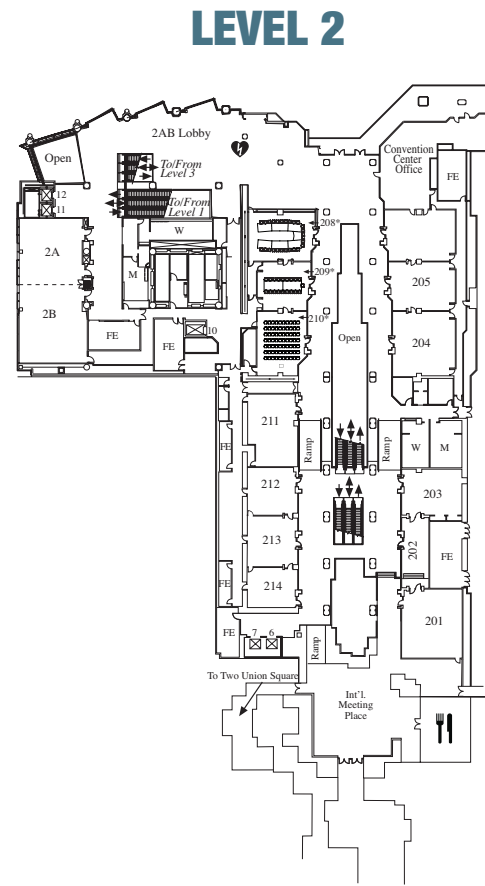 LEVEL 2
2AB Lobby
Open
To/From
Level 3
Convention
Center
Office
FE
12
11
To/From
Level 1
W
208*
2A
M
209*
205
2B
210*
10
FE
FE
Open
204
211
Ramp
Ramp
W
M
FE
212
203
213
202
FE
FE
214
201
FE
7
6
Ramp
To Two Union Square
Int'l.
Meeting
Place